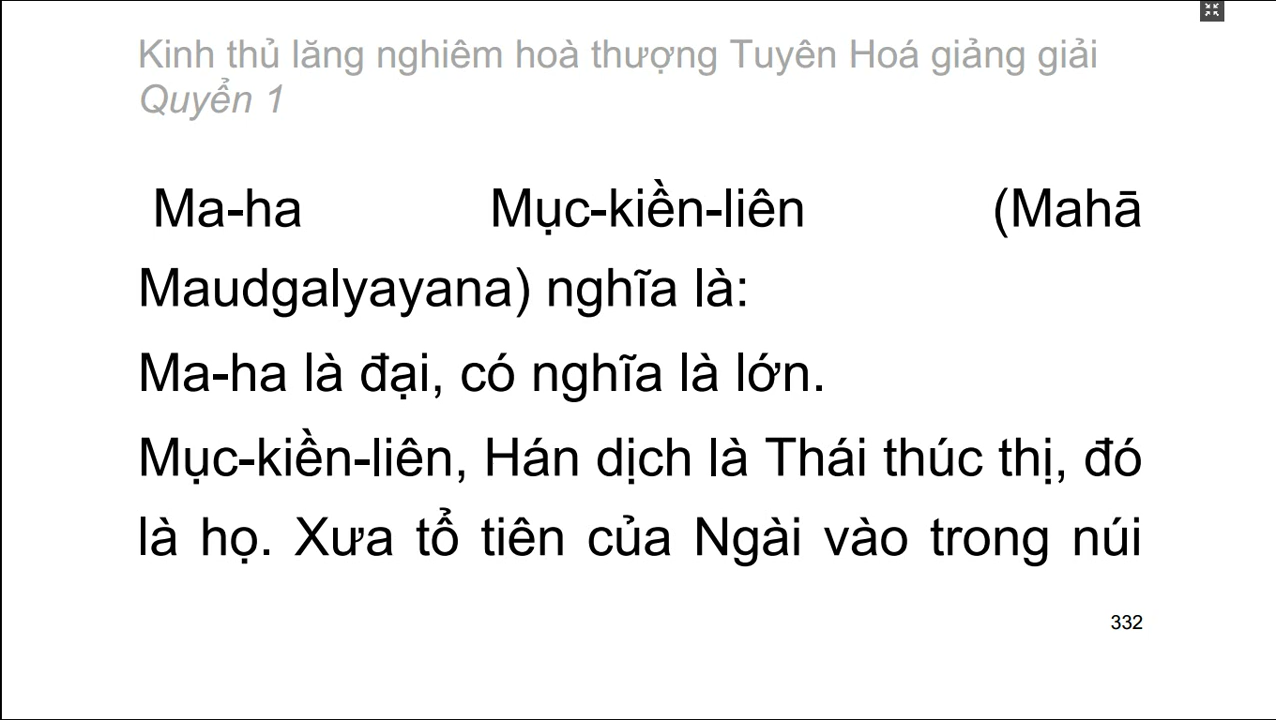 Kinh thủ lăng nghiêm hoà thượng Tuyên Hoá giảng giải
Quyển 1
Ma-ha Mục-kiền-liên (Mahā
Maudgalyayana) nghĩa là:
Ma-ha là đại, có nghĩa là lớn.
Mục-kiền-liên, Hán dịch là Thái thúc thị, đó
là họ. Xưa tổ tiên của Ngài vào trong núi
332